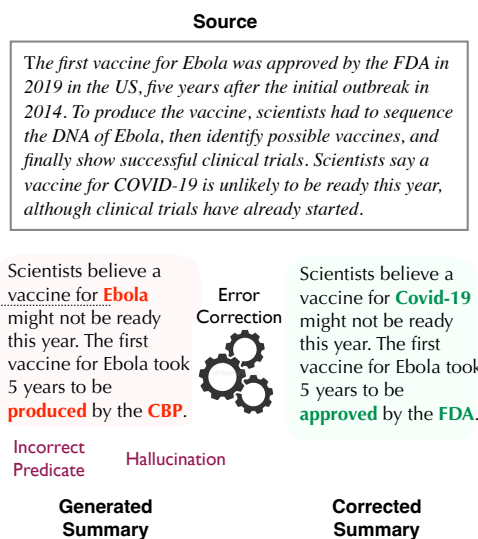 Source
The first vaccine for Ebola was approved by the FDA in
2019 in the US, five years after the initial outbreak in
2014. To produce the vaccine, scientists had to sequence
the DNA of Ebola, then identify possible vaccines, and
finally show successful clinical trials. Scientists say a
vaccine for COVID-19 is unlikely to be ready this year,
although clinical trials have already started.
Scientists believe a
vaccine for Ebola
might not be ready
this year. The first
vaccine for Ebola took
5 years to be
produced by the CBP.
Incorrect
Predicate
Hallucination
Generated
Summary
Error
Correction
Scientists believe a
vaccine for Covid-19
might not be ready
this year. The first
vaccine for Ebola took
5 years to be
approved by the FDA.
Corrected
Summary